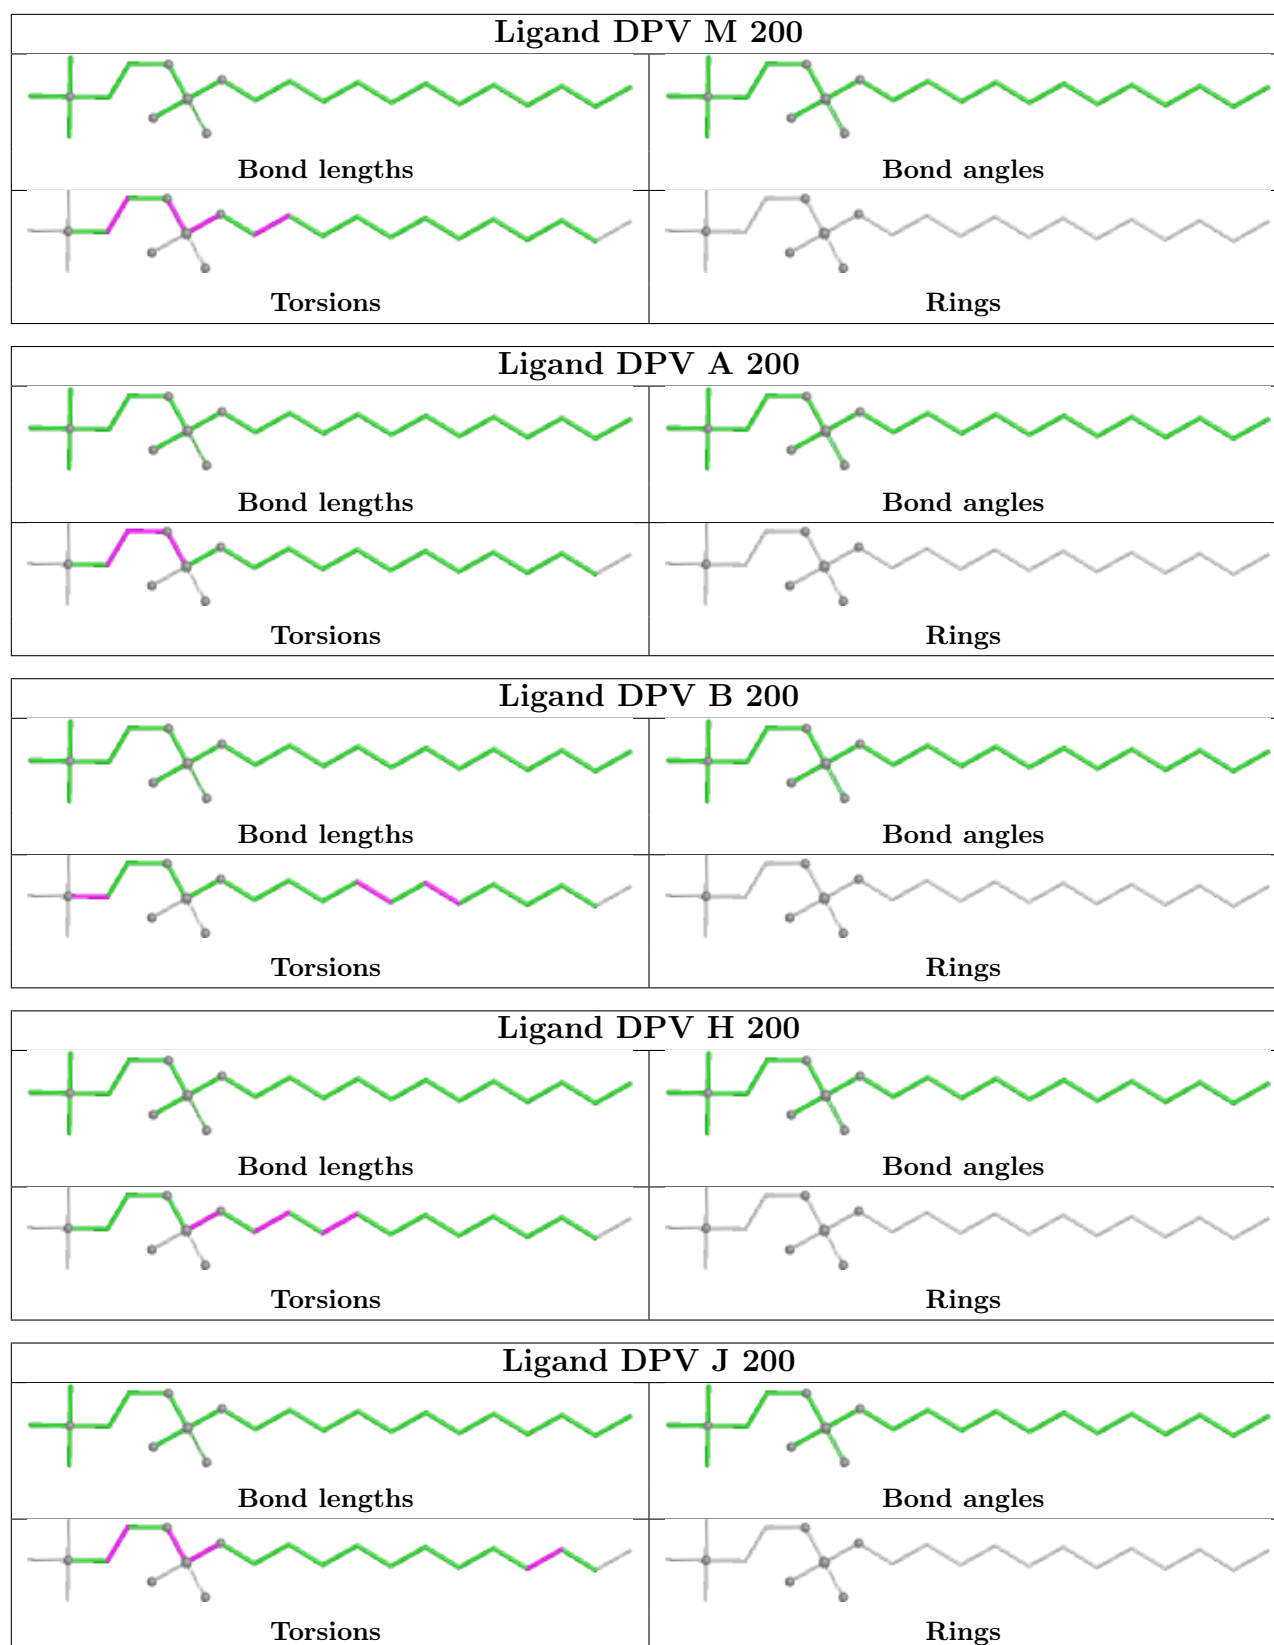 Ligand DPV M 200
Bond lengths
Bond angles
Torsions
Rings
Ligand DPV A 200
Bond lengths
Bond angles
Torsions
Rings
Ligand DPV B 200
Bond lengths
Bond angles
Torsions
Rings
Ligand DPV H 200
Bond lengths
Bond angles
Torsions
Rings
Ligand DPV J 200
Bond lengths
Bond angles
Torsions
Rings